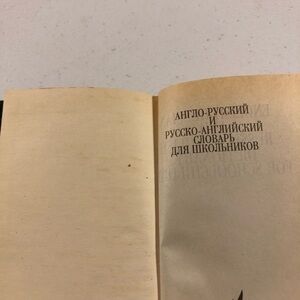 АНГЛО-РУССКИЙ
И
РУССКО-АНГЛИЙСКИЙ
СЛОВАРЬ
ДЛЯ ШКОЛЬНИКОВ